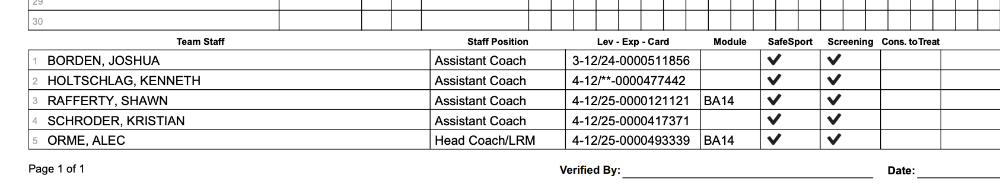 29
30
Team Staff Staff Position Lev - Exp - Card Module SafeSport Screening Cons. to Treat
1 BORDEN, JOSHUA Assistant Coach 3-12/24-0000511856
2 HOLTSCHLAG, KENNETH Assistant Coach 4-12/**-0000477442
3 RAFFERTY, SHAWN Assistant Coach 4-12/25-0000121121 BA14
4 SCHRODER, KRISTIAN Assistant Coach 4-12/25-0000417371
5 ORME, ALEC Head Coach/LRM 4-12/25-0000493339 BA14
Page 1 of 1 Verified By: Date: